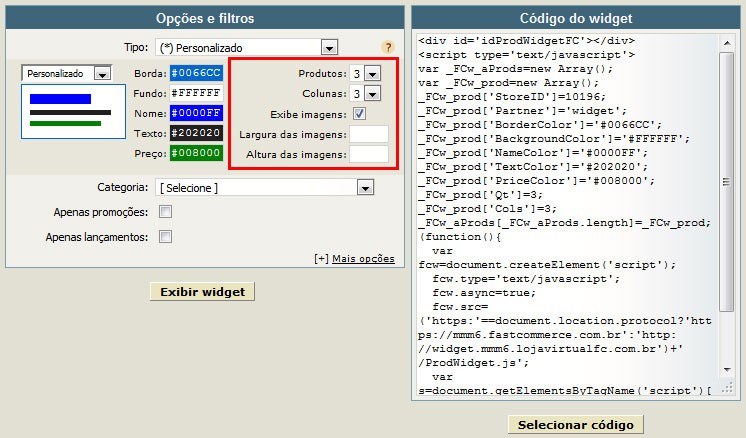 Opções e filtros
Tipo: (*) Personalizado ?
Personalizado
Borda: #0066CC
Fundo: #FFFFFF
Nome: #0000FF
Texto: #202020
Preço: #008000
Produtos: 3
Colunas: 3
Exibe imagens:
Largura das imagens:
Altura das imagens:
Categoria: [ Selecione ]
Apenas promoções:
Apenas lançamentos:
[+] Mais opções
Exibir widget
Código do widget
<div id='idProdWidgetFC'></div>
<script type='text/javascript'>
var _FCw_aProds=new Array();
var _FCw_prod=new Array();
_FCw_prod['StoreID']=10196;
_FCw_prod['Partner']='widget';
_FCw_prod['BorderColor']='#0066CC';
_FCw_prod['BackgroundColor']='#FFFFFF';
_FCw_prod['NameColor']='#0000FF';
_FCw_prod['TextColor']='#202020';
_FCw_prod['PriceColor']='#008000';
_FCw_prod['Qt']=3;
_FCw_prod['Cols']=3;
_FCw_aProds[_FCw_aProds.length]=_FCw_prod;
(function(){
var
fcw=document.createElement('script');
fcw.type='text/javascript';
fcw.async=true;
fcw.src=
('https:'==document.location.protocol?'htt
ps://mmm6.fastcommerce.com.br':'http:
//widget.mmm6.lojavirtualfc.com.br')+'
/ProdWidget.js';
var
s=document.getElementsByTagName('script')[
Selecionar código